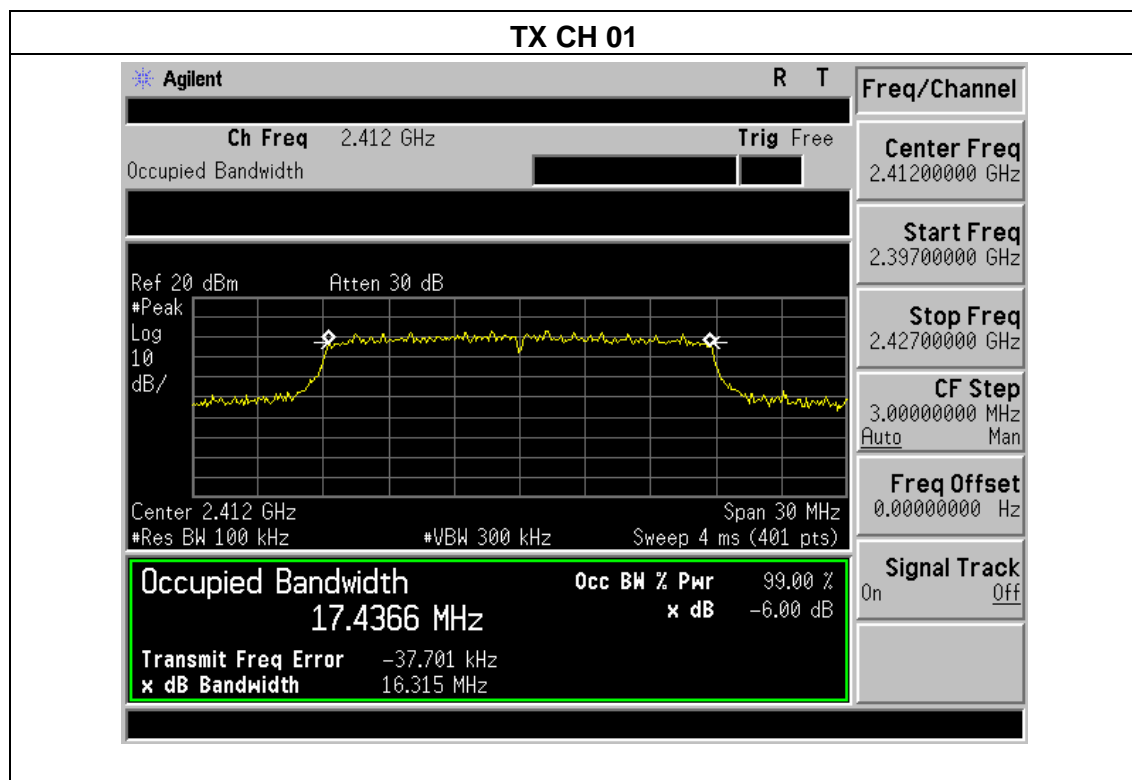 TX CH 01
Agilent R T
Ch Freq 2.412 GHz Trig Free
Occupied Bandwidth
Ref 20 dBm Atten 30 dB
#Peak
Log
10
dB/
Center 2.412 GHz Span 30 MHz
#Res BW 100 kHz #VBW 300 kHz Sweep 4 ms (401 pts)
Occupied Bandwidth Occ BW % Pwr 99.00 %
17.4366 MHz x dB -6.00 dB
Transmit Freq Error -37.701 kHz
x dB Bandwidth 16.315 MHz
Freq/Channel
Center Freq
2.41200000 GHz
Start Freq
2.39700000 GHz
Stop Freq
2.42700000 GHz
CF Step
3.00000000 MHz
Auto Man
Freq Offset
0.00000000 Hz
Signal Track
On Off